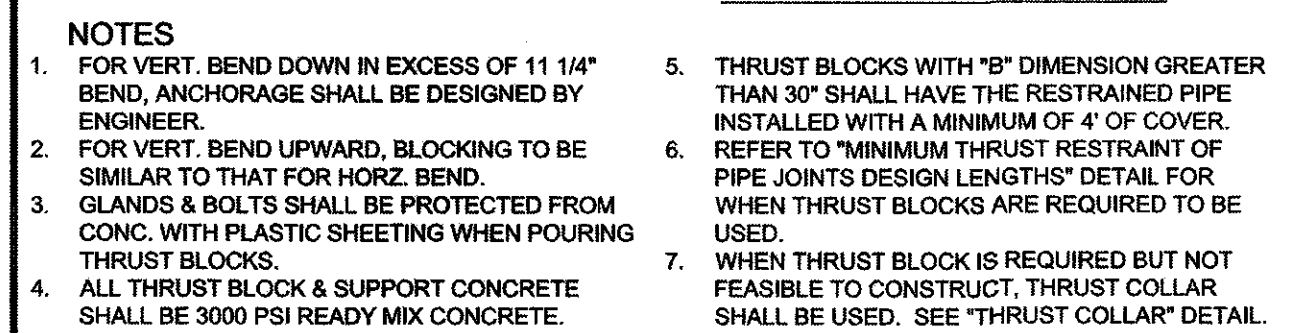 NOTES
1. FOR VERT. BEND DOWN IN EXCESS OF 11 1/4"
BEND, ANCHORAGE SHALL BE DESIGNED BY
ENGINEER.
2. FOR VERT. BEND UPWARD, BLOCKING TO BE
SIMILAR TO THAT FOR HORZ. BEND.
3. GLANDS & BOLTS SHALL BE PROTECTED FROM
CONC. WITH PLASTIC SHEETING WHEN POURING
THRUST BLOCKS.
4. ALL THRUST BLOCK & SUPPORT CONCRETE
SHALL BE 3000 PSI READY MIX CONCRETE.
5. THRUST BLOCKS WITH "B" DIMENSION GREATER
THAN 30" SHALL HAVE THE RESTRAINED PIPE
INSTALLED WITH A MINIMUM OF 4' OF COVER.
6. REFER TO "MINIMUM THRUST RESTRAINT OF
PIPE JOINTS DESIGN LENGTHS" DETAIL FOR
WHEN THRUST BLOCKS ARE REQUIRED TO BE
USED.
7. WHEN THRUST BLOCK IS REQUIRED BUT NOT
FEASIBLE TO CONSTRUCT, THRUST COLLAR
SHALL BE USED. SEE "THRUST COLLAR" DETAIL.